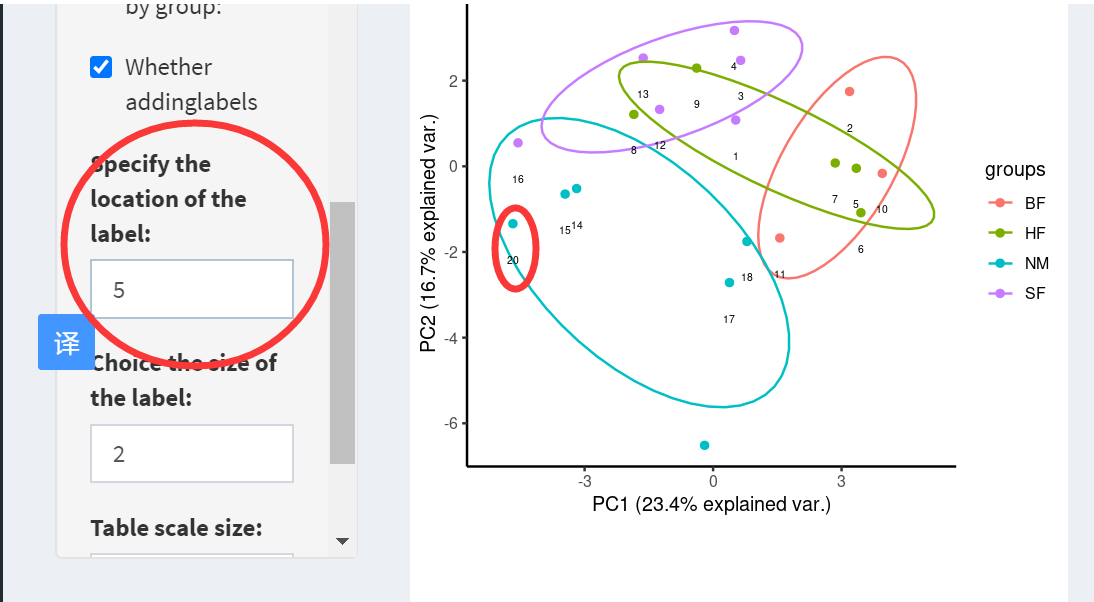 by group:
Whether
addinglabels
Specify the
location of the
label:
5
译
Choice the size of
the label:
2
Table scale size:
PC2 (16.7% explained var.)
2
0
-2
-4
-6
4
13
9
3
2
8
12
1
16
7
5
10
15
14
20
6
18
11
17
-3
0
3
PC1 (23.4% explained var.)
groups
BF
HF
NM
SF